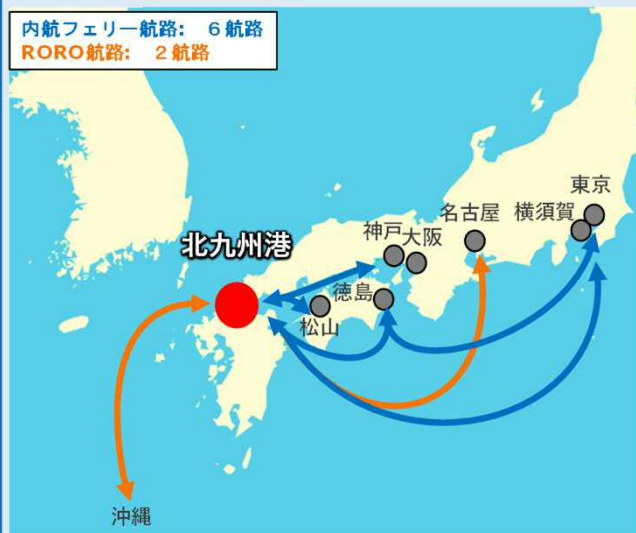 内航フェリー航路: 6航路
RORO航路: 2航路
東京
名古屋
横須賀
神戸
大阪
北九州港
徳島
松山
沖縄